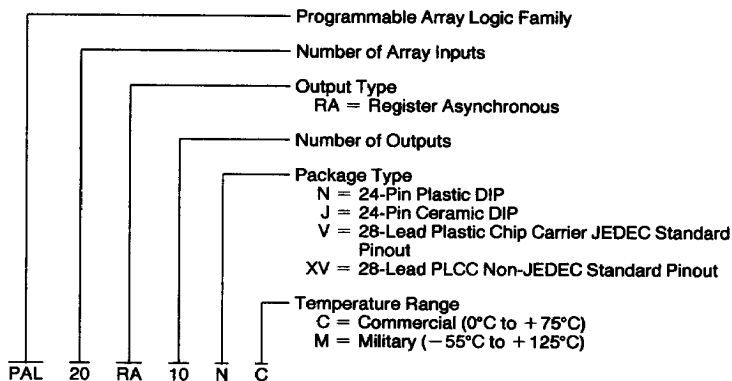 Programmable Array Logic Family
Number of Array Inputs
Output Type
RA = Register Asynchronous
Number of Outputs
Package Type
N = 24-Pin Plastic DIP
J = 24-Pin Ceramic DIP
V = 28-Lead Plastic Chip Carrier JEDEC Standard
Pinout
XV = 28-Lead PLCC Non-JEDEC Standard Pinout
Temperature Range
C = Commercial (0°C to +75°C)
M = Military (−55°C to +125°C)
PAL 20 RA 10 N C